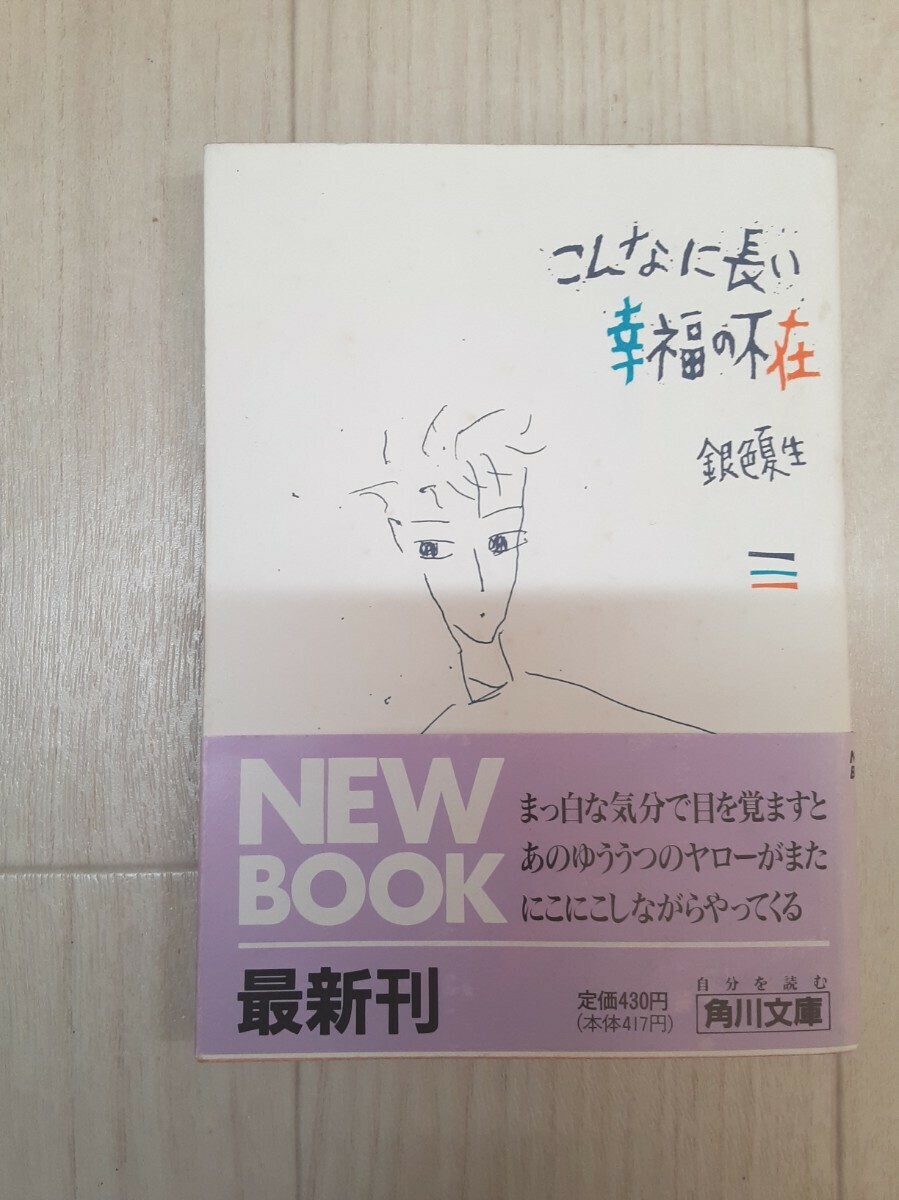 こんなに長い
幸福の不在
銀色夏生
NEW
BOOK
まっ白な気分で目を覚ますと
あのゆううつのヤローがまた
にこにこしながらやってくる
最新刊
定価430円
(本体417円)
自分を読む
角川文庫